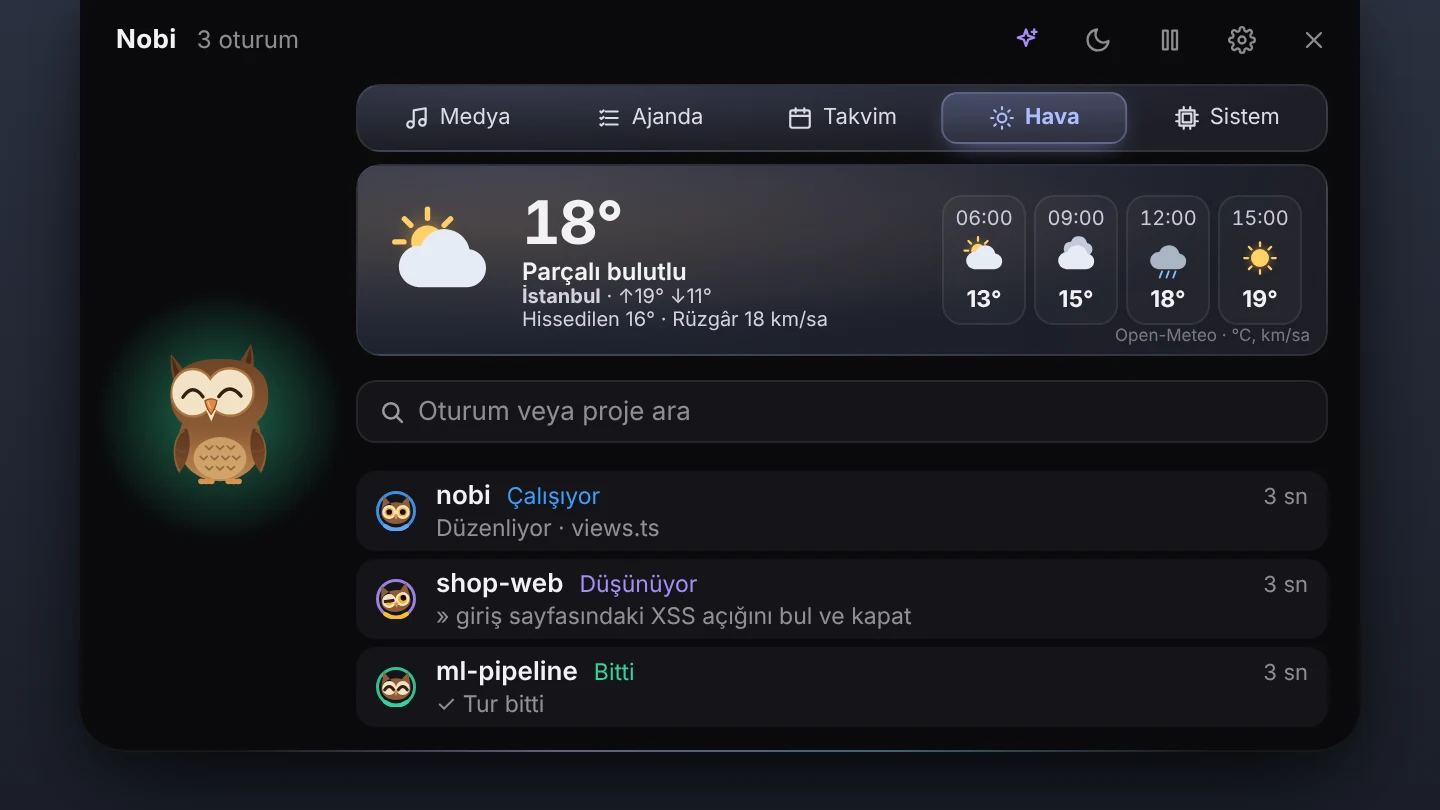 Nobi 3 oturum
Medya Ajanda Takvim Hava Sistem
18°
Parçalı bulutlu
İstanbul · ↑19° ↓11°
Hissedilen 16° · Rüzgâr 18 km/sa
06:00 09:00 12:00 15:00
13° 15° 18° 19°
Open-Meteo · °C, km/sa
Oturum veya proje ara
nobi Çalışıyor 3 sn
Düzenliyor · views.ts
shop-web Düşünüyor 3 sn
» giriş sayfasındaki XSS açığını bul ve kapat
ml-pipeline Bitti 3 sn
✓ Tur bitti